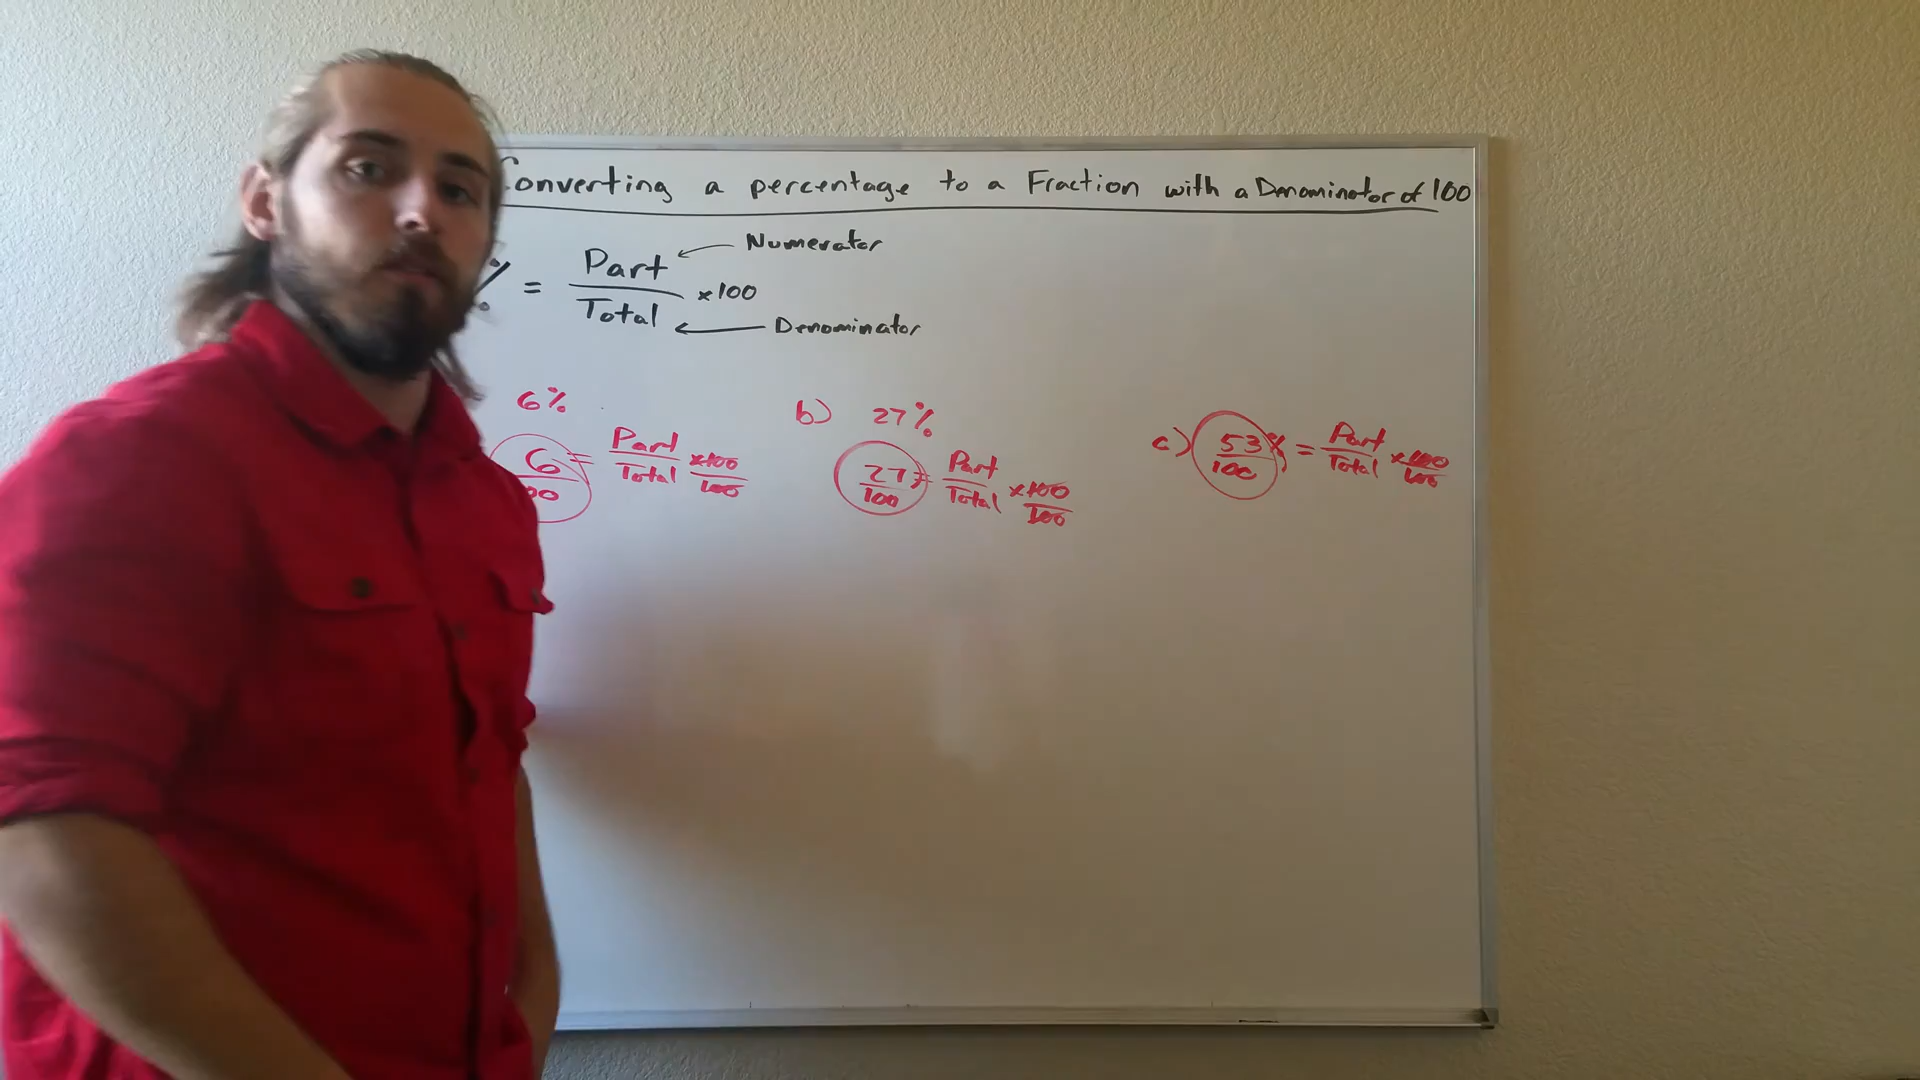 Converting a percentage to a Fraction with a Denominator of 100
% = Part / Total ×100
Numerator
Denominator
6%
6 = Part / Total ×100 / 100
b) 27%
27 / 100 = Part / Total ×100 / 100
c) 53% / 100 = Part / Total ×100 / 100